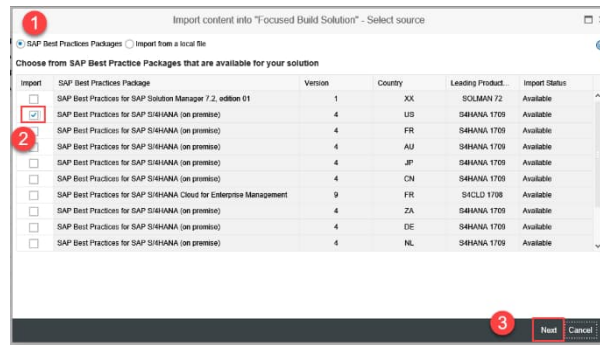 1
Import content into "Focused Build Solution" - Select source
SAP Best Practices Packages Import from a local file
Choose from SAP Best Practice Packages that are available for your solution
Import SAP Best Practices Package Version Country Leading Product... Import Status
SAP Best Practices for SAP Solution Manager 7.2, edition 01 1 XX SOLMAN 72 Available
SAP Best Practices for SAP S/4HANA (on premise) 4 US S4HANA 1709 Available
2
SAP Best Practices for SAP S/4HANA (on premise) 4 FR S4HANA 1709 Available
SAP Best Practices for SAP S/4HANA (on premise) 4 AU S4HANA 1709 Available
SAP Best Practices for SAP S/4HANA (on premise) 4 JP S4HANA 1709 Available
SAP Best Practices for SAP S/4HANA (on premise) 4 CN S4HANA 1709 Available
SAP Best Practices for SAP S/4HANA Cloud for Enterprise Management 9 FR S4CLD 1708 Available
SAP Best Practices for SAP S/4HANA (on premise) 4 ZA S4HANA 1709 Available
SAP Best Practices for SAP S/4HANA (on premise) 4 DE S4HANA 1709 Available
SAP Best Practices for SAP S/4HANA (on premise) 4 NL S4HANA 1709 Available
3
Next Cancel